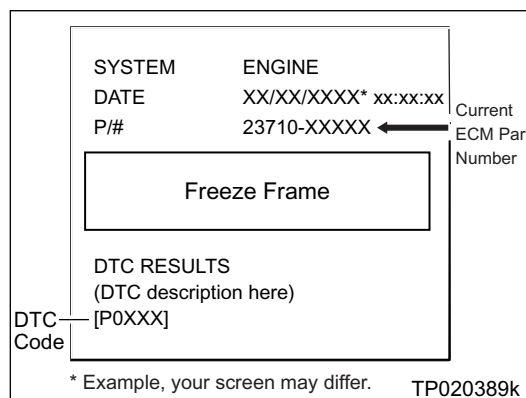 SYSTEM ENGINE
DATE XX/XX/XXXX* xx:xx:xx
P/# 23710-XXXXX
Current
ECM Par
Number
Freeze Frame
DTC RESULTS
(DTC description here)
[P0XXX]
DTC
Code
* Example, your screen may differ.
TP020389k